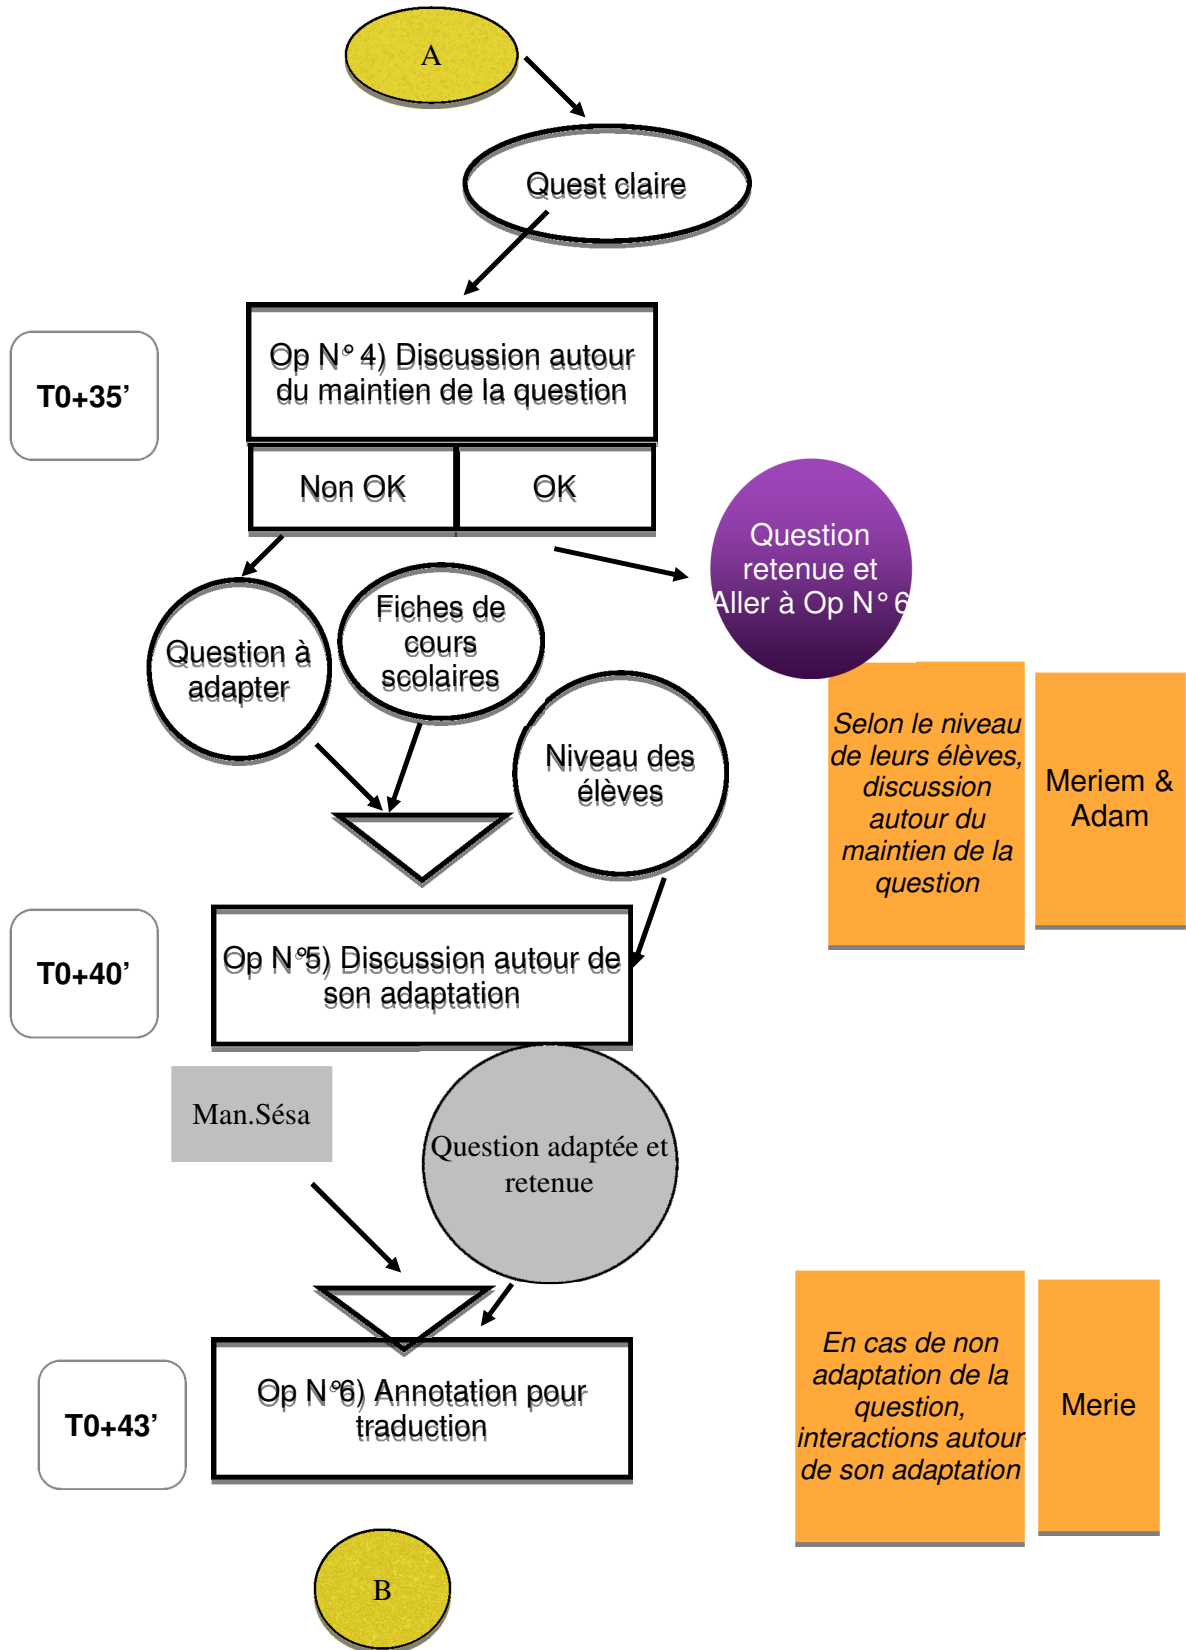 A
Quest claire
T0+35’
Op N° 4) Discussion autour
du maintien de la question
Non OK
OK
Question
retenue et
Aller à Op N° 6
Question à
adapter
Fiches de
cours
scolaires
Niveau des
élèves
Selon le niveau
de leurs élèves,
discussion
autour du
maintien de la
question
Meriem &
Adam
T0+40’
Op N°5) Discussion autour de
son adaptation
Man.Sésa
Question adaptée et
retenue
T0+43’
Op N°6) Annotation pour
traduction
En cas de non
adaptation de la
question,
interactions autour
de son adaptation
Merie
B